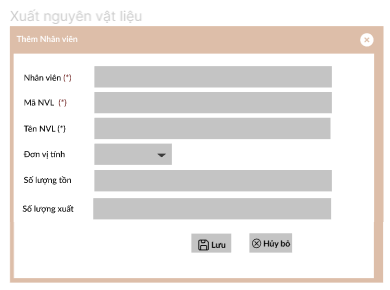 Xuất nguyên vật liệu
Thêm Nhân viên
Nhân viên (*)
Mã NVL (*)
Tên NVL (*)
Đơn vị tính
Số lượng tồn
Số lượng xuất
Lưu
Hủy bỏ